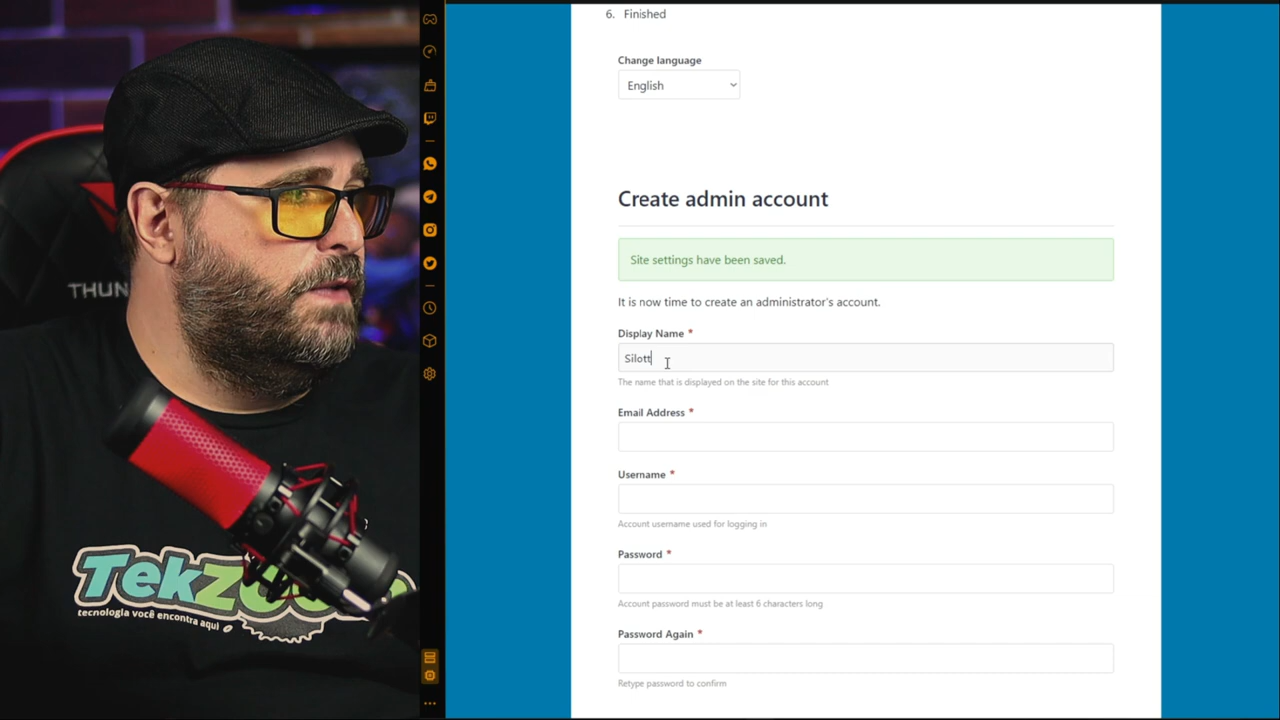 6. Finished
Change language
English
Create admin account
Site settings have been saved.
It is now time to create an administrator's account.
Display Name *
Silott
The name that is displayed on the site for this account
Email Address *
Username *
Account username used for logging in
Password *
Account password must be at least 6 characters long
Password Again *
Retype password to confirm
THUN
TekZ
tecnologia você encontra aqui